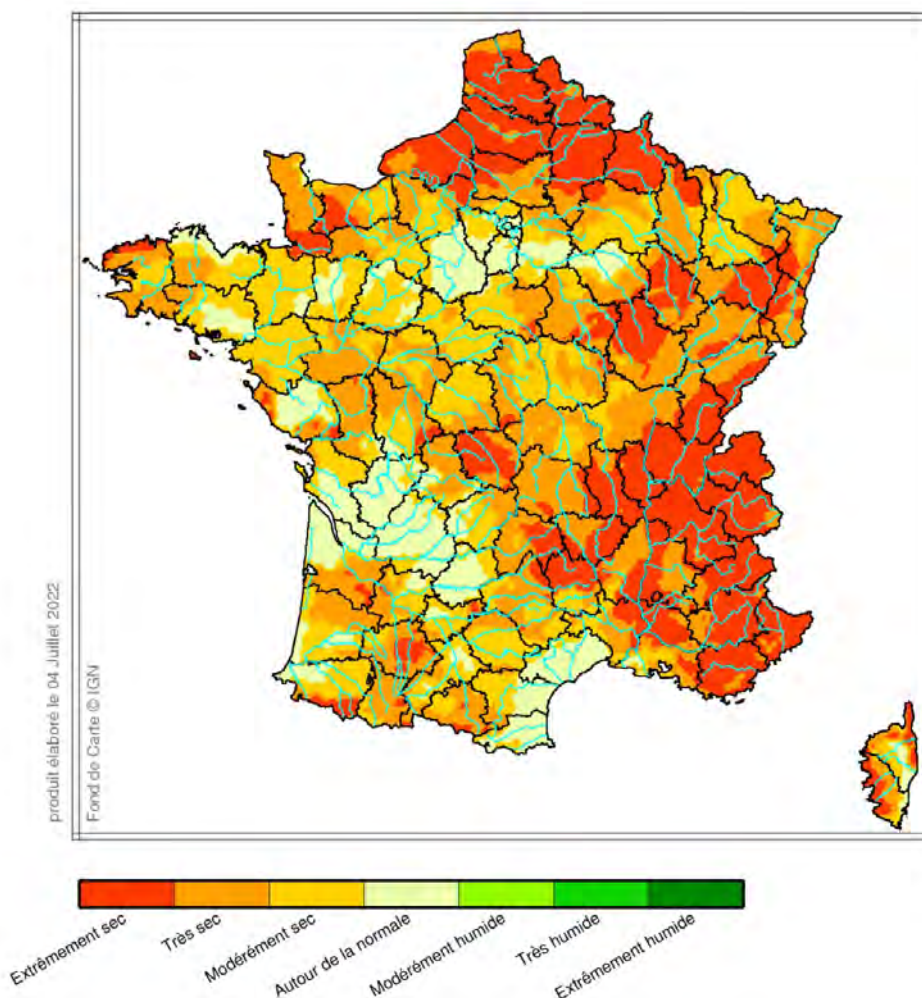 produit élaboré le 04 Juillet 2022
Fond de Carte © IGN
Extrêmement sec
Très sec
Modérément sec
Autour de la normale
Modérément humide
Très humide
Extrêmement humide